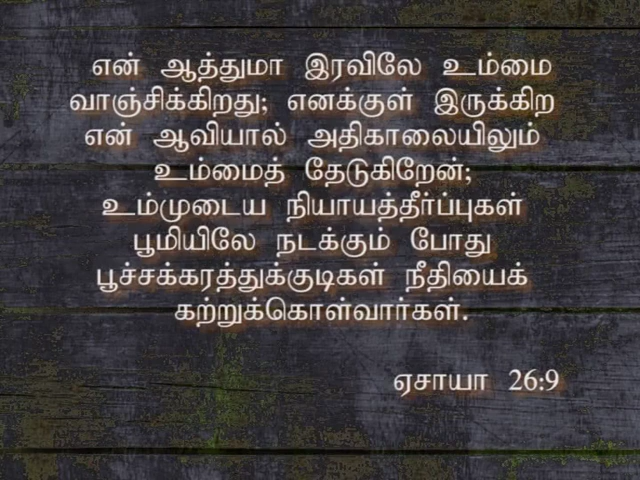 என் ஆத்துமா இரவிலே உம்மை
வாஞ்சிக்கிறது; எனக்குள் இருக்கிற
என் ஆவியால் அதிகாலையிலும்
உம்மைத் தேடுகிறேன்;
உம்முடைய நியாயத்தீர்ப்புகள்
பூமியிலே நடக்கும் போது
பூச்சக்கரத்துக்குடிகள் நீதியைக்
கற்றுக்கொள்வார்கள்.
ஏசாயா 26:9